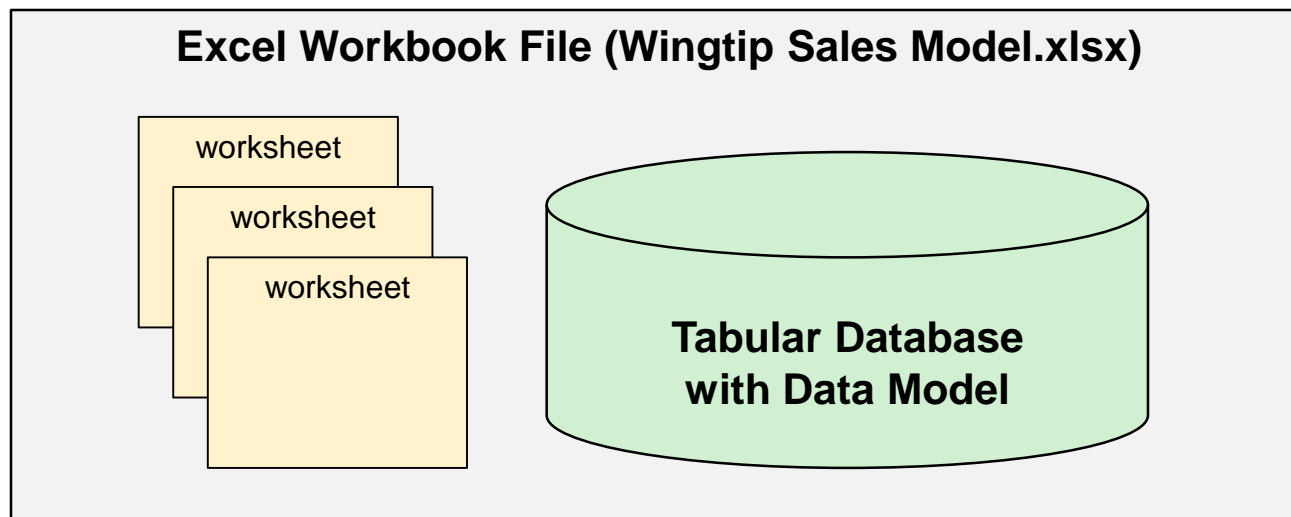 Excel Workbook File (Wingtip Sales Model.xlsx)
worksheet
worksheet
worksheet
Tabular Database
with Data Model